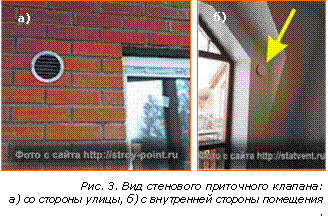 а)
б)
Фото с сайта http://stroy-point.ru
Фото с сайта http://statvent.ru
Рис. 3. Вид стенового приточного клапана:
а) со стороны улицы, б) с внутренней стороны помещения